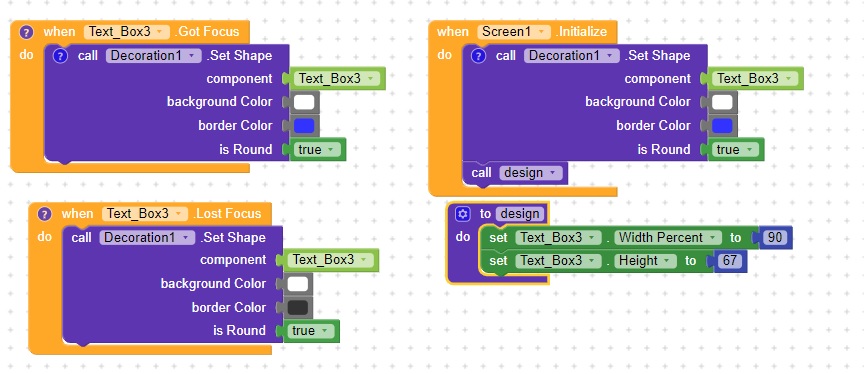 ? when Text_Box3 .Got Focus
do ? call Decoration1 .Set Shape
component Text_Box3
background Color
border Color
is Round true
? when Text_Box3 .Lost Focus
do call Decoration1 .Set Shape
component Text_Box3
background Color
border Color
is Round true
when Screen1 .Initialize
do ? call Decoration1 .Set Shape
component Text_Box3
background Color
border Color
is Round true
call design
to design
do set Text_Box3 . Width Percent to 90
set Text_Box3 . Height to 67